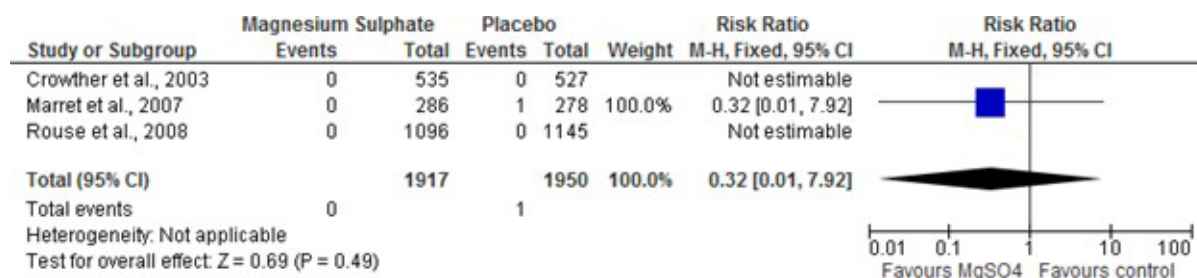 Magnesium Sulphate Placebo Risk Ratio Risk Ratio
Study or Subgroup Events Total Events Total Weight M-H, Fixed, 95% CI M-H, Fixed, 95% CI
Crowther et al., 2003 0 535 0 527 Not estimable
Marret et al., 2007 0 286 1 278 100.0% 0.32 [0.01, 7.92]
Rouse et al., 2008 0 1096 0 1145 Not estimable
Total (95% CI) 1917 1950 100.0% 0.32 [0.01, 7.92]
Total events 0 1
Heterogeneity: Not applicable
Test for overall effect: Z = 0.69 (P = 0.49)
0.01 0.1 1 10 100
Favours MgSO4 Favours control